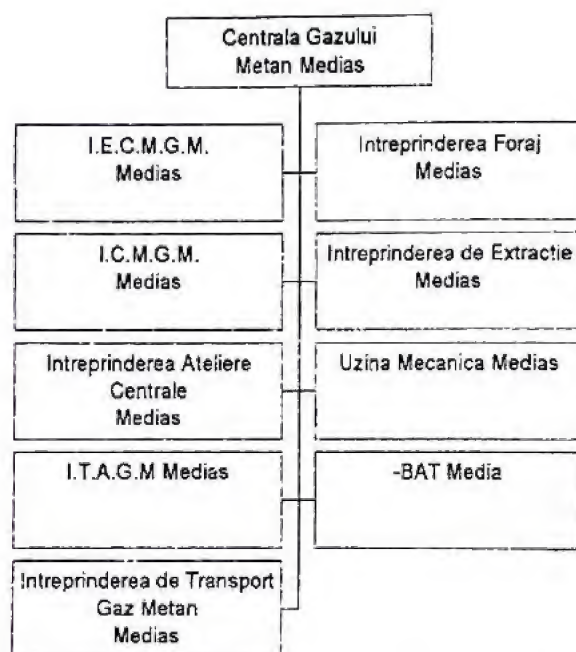 Centrala Gazului
Metan Medias
I.E.C.M.G.M.
Medias
Intreprinderea Foraj
Medias
I.C.M.G.M.
Medias
Intreprinderea de Extractie
Medias
Intreprinderea Ateliere
Centrale
Medias
Uzina Mecanica Medias
I.T.A.G.M Medias
-BAT Media
Intreprinderea de Transport
Gaz Metan
Medias